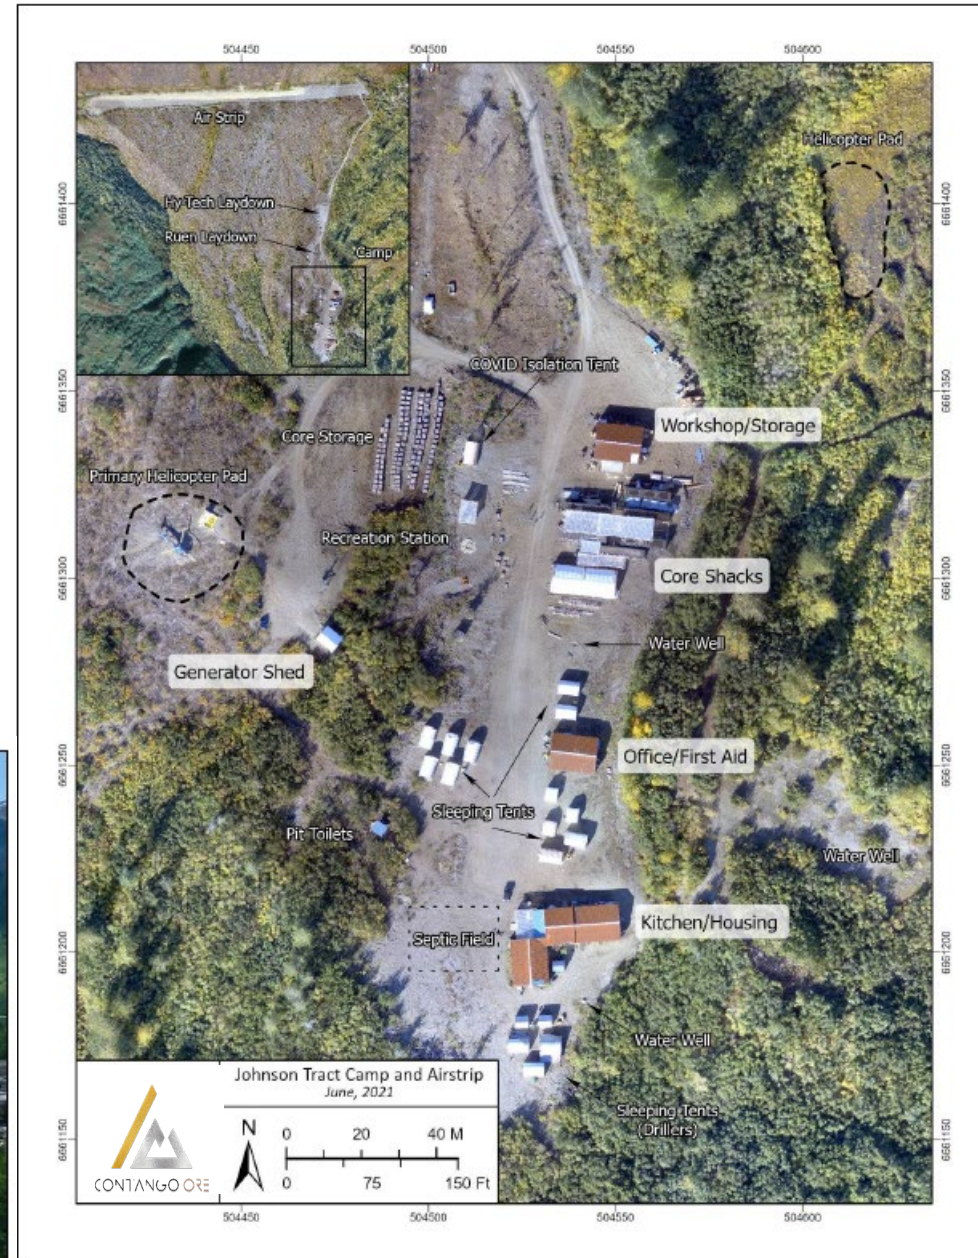 504450
504500
504550
504600
Air Strip
Helicopter Pad
6661400
Hy-Tech Laydown
6661400
Ruen Laydown
Camp
COVID Isolation Tent
6661350
6661350
Workshop/Storage
Core Storage
Primary Helicopter Pad
Recreation Station
6661300
Core Shacks
6661300
Water Well
Generator Shed
6661250
Office/First Aid
6661250
Sleeping Tents
Pit Toilets
Water Well
Kitchen/Housing
Septic Field
6661200
6661200
Water Well
Johnson Tract Camp and Airstrip
June, 2021
Sleeping Tents
(Drillers)
6661150
6661150
N
0 20 40 M
0 75 150 Ft
CONTANGO ORE
504450
504500
504550
504600